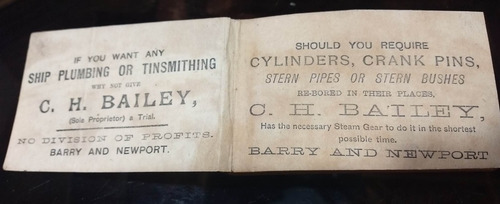 IF YOU WANT ANY
SHIP PLUMBING OR TINSMITHING
WHY NOT GIVE
C. H. BAILEY,
(Sole Proprietor) a Trial.
NO DIVISION OF PROFITS.
BARRY AND NEWPORT.
SHOULD YOU REQUIRE
CYLINDERS, CRANK PINS,
STERN PIPES OR STERN BUSHES
RE-BORED IN THEIR PLACES,
C. H. BAILEY,
Has the necessary Steam Gear to do it in the shortest
possible time.
BARRY AND NEWPORT